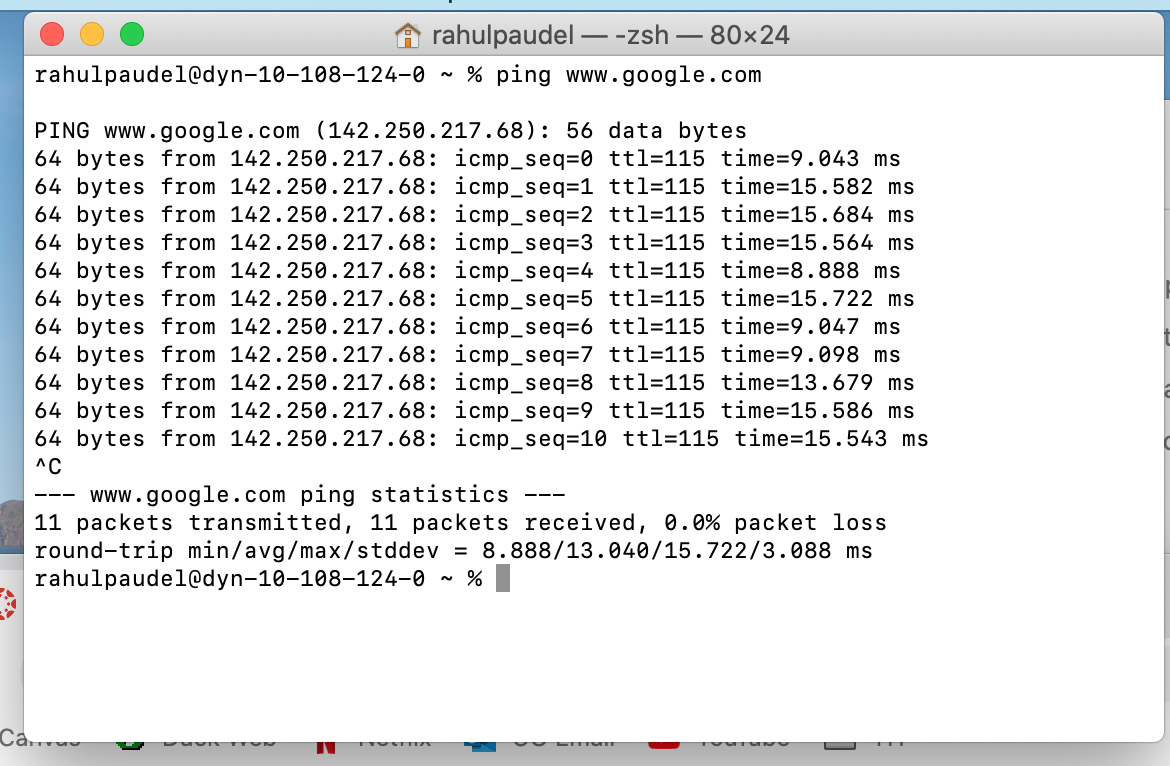 rahulpaudel — -zsh — 80×24
rahulpaudel@dyn-10-108-124-0 ~ % ping www.google.com
PING www.google.com (142.250.217.68): 56 data bytes
64 bytes from 142.250.217.68: icmp_seq=0 ttl=115 time=9.043 ms
64 bytes from 142.250.217.68: icmp_seq=1 ttl=115 time=15.582 ms
64 bytes from 142.250.217.68: icmp_seq=2 ttl=115 time=15.684 ms
64 bytes from 142.250.217.68: icmp_seq=3 ttl=115 time=15.564 ms
64 bytes from 142.250.217.68: icmp_seq=4 ttl=115 time=8.888 ms
64 bytes from 142.250.217.68: icmp_seq=5 ttl=115 time=15.722 ms
64 bytes from 142.250.217.68: icmp_seq=6 ttl=115 time=9.047 ms
64 bytes from 142.250.217.68: icmp_seq=7 ttl=115 time=9.098 ms
64 bytes from 142.250.217.68: icmp_seq=8 ttl=115 time=13.679 ms
64 bytes from 142.250.217.68: icmp_seq=9 ttl=115 time=15.586 ms
64 bytes from 142.250.217.68: icmp_seq=10 ttl=115 time=15.543 ms
^C
--- www.google.com ping statistics ---
11 packets transmitted, 11 packets received, 0.0% packet loss
round-trip min/avg/max/stddev = 8.888/13.040/15.722/3.088 ms
rahulpaudel@dyn-10-108-124-0 ~ %
Canvas Duck Web Netflix UO Email YouTube